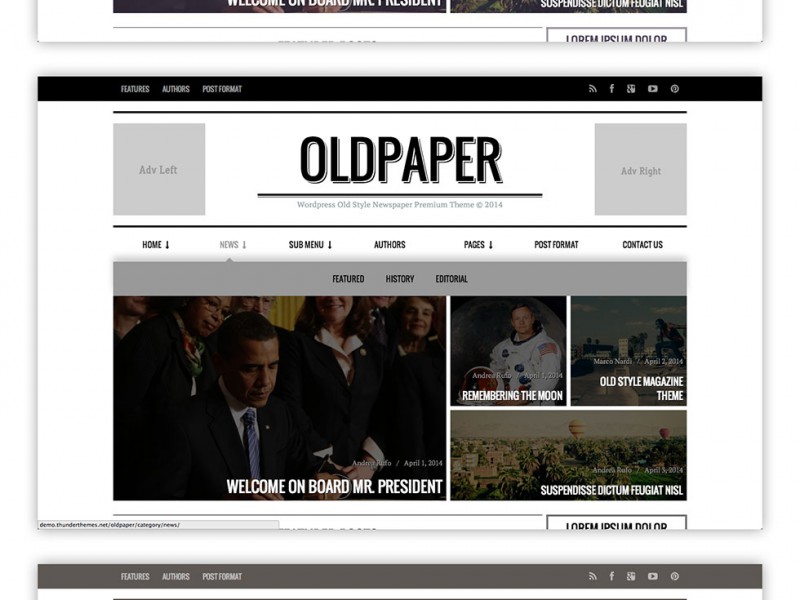 WELCOME ON BOARD MR. PRESIDENT
SUSPENDISSE DICTUM FEUGIAT NISL
LOREM IPSUM DOLOR
FEATURES AUTHORS POST FORMAT
Adv Left
OLDPAPER
Wordpress Old Style Newspaper Premium Theme © 2014
Adv Right
HOME NEWS SUB MENU AUTHORS PAGES POST FORMAT CONTACT US
FEATURED HISTORY EDITORIAL
Andrea Rufo / April 1, 2014
WELCOME ON BOARD MR. PRESIDENT
Andrea Rufo / April 1, 2014
REMEMBERING THE MOON
Marco Nardi / April 2, 2014
OLD STYLE MAGAZINE
THEME
Andrea Rufo / April 3, 2014
SUSPENDISSE DICTUM FEUGIAT NISL
LOREM IPSUM DOLOR
demo.thunderthemes.net/oldpaper/category/news/
FEATURES AUTHORS POST FORMAT